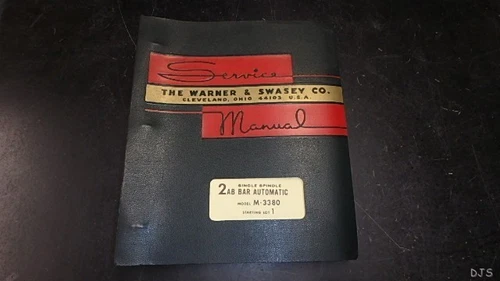 Service
THE WARNER & SWASEY CO.
CLEVELAND, OHIO 44103 U.S.A.
Manual
SINGLE SPINDLE
2AB BAR AUTOMATIC
MODEL M-3380
STARTING LOT 1
DJS